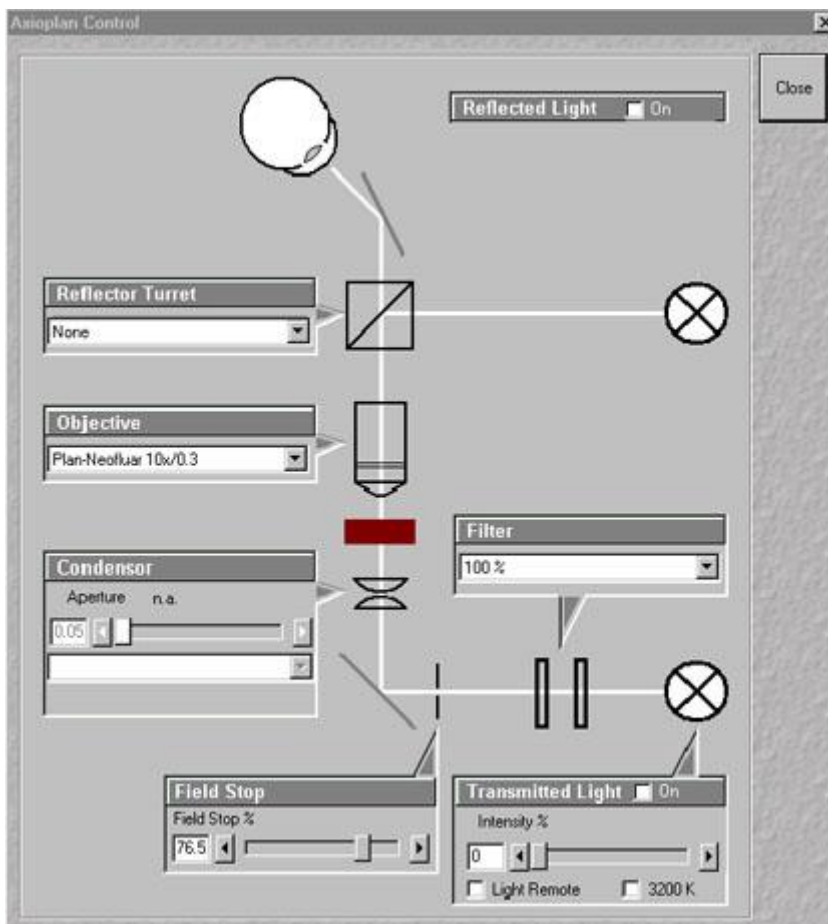 Axioplan Control
Close
Reflected Light On
Reflector Turret
None
Objective
Plan-Neofluar 10x/0.3
Filter
100 %
Condensor
Aperture n.a.
0.05
Field Stop
Field Stop %
76.5
Transmitted Light On
Intensity %
0
Light Remote 3200 K